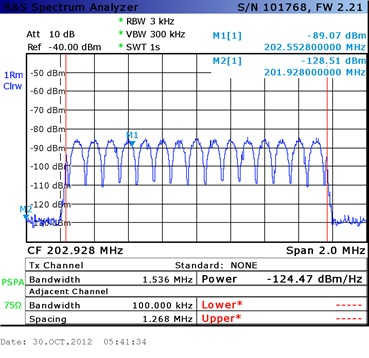 R&S Spectrum Analyzer S/N 101768, FW 2.21
* RBW 3 kHz M1[1] -89.07 dBm
Att 10 dB * VBW 300 kHz 202.552800000 MHz
Ref -40.00 dBm * SWT 1s M2[1] -128.51 dBm
201.928000000 MHz
1Rm
Clrw
-50 dBm
-60 dBm
-70 dBm
-80 dBm
M1
-90 dBm
-100 dBm
-110 dBm
-120 dBm
M2
-130 dBm
CF 202.928 MHz Span 2.0 MHz
Tx Channel Standard: NONE
PSPA Bandwidth 1.536 MHz Power -124.47 dBm/Hz
Adjacent Channel
75Ω Bandwidth 100.000 kHz Lower* -----
Spacing 1.268 MHz Upper* -----
Date: 30.OCT.2012 05:41:34